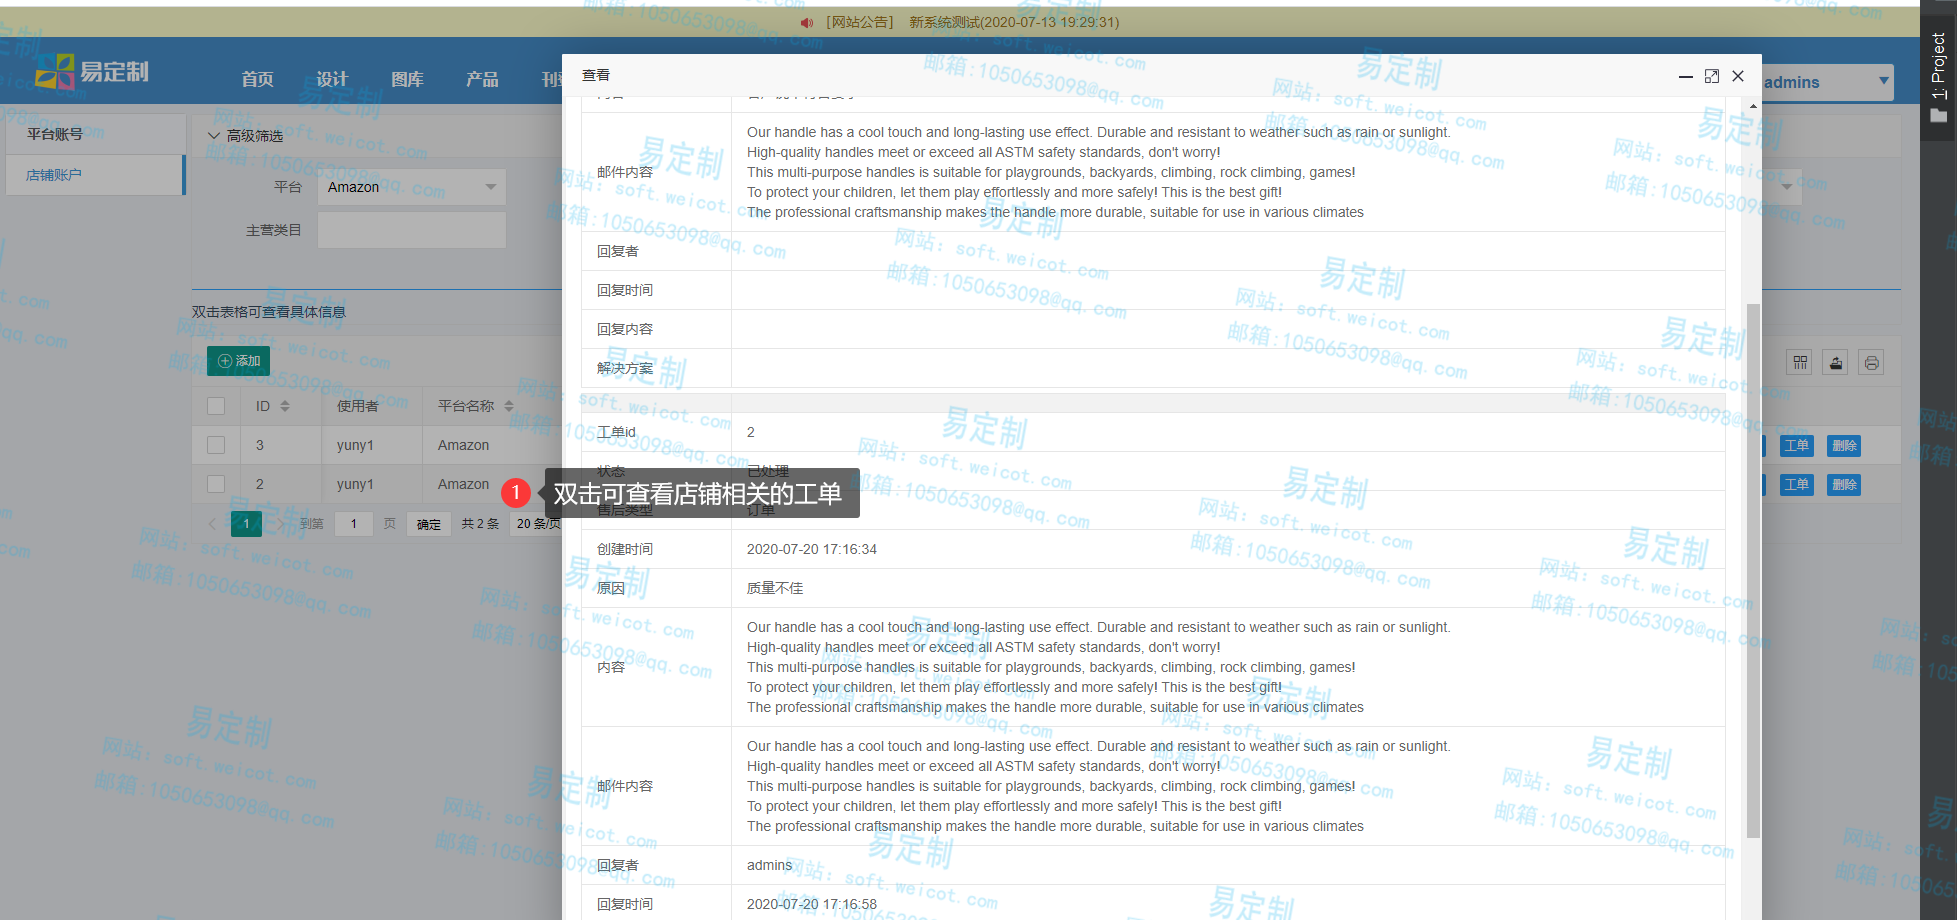 [网站公告] 新系统测试(2020-07-13 19:29:31)
易定制
首页 设计 图库 产品
admins
1: Project
平台账号
店铺账户
高级筛选
平台 Amazon
主营类目
双击表格可查看具体信息
添加
ID 使用者 平台名称
3 yuny1 Amazon 工单 删除
2 yuny1 Amazon 工单 删除
1 到第 1 页 确定 共 2 条 20 条/页
1 双击可查看店铺相关的工单
查看
邮件内容
Our handle has a cool touch and long-lasting use effect. Durable and resistant to weather such as rain or sunlight.
High-quality handles meet or exceed all ASTM safety standards, don't worry!
This multi-purpose handles is suitable for playgrounds, backyards, climbing, rock climbing, games!
To protect your children, let them play effortlessly and more safely! This is the best gift!
The professional craftsmanship makes the handle more durable, suitable for use in various climates
回复者
回复时间
回复内容
解决方案
工单id 2
状态 已处理
售后类型 订单
创建时间 2020-07-20 17:16:34
原因 质量不佳
内容
Our handle has a cool touch and long-lasting use effect. Durable and resistant to weather such as rain or sunlight.
High-quality handles meet or exceed all ASTM safety standards, don't worry!
This multi-purpose handles is suitable for playgrounds, backyards, climbing, rock climbing, games!
To protect your children, let them play effortlessly and more safely! This is the best gift!
The professional craftsmanship makes the handle more durable, suitable for use in various climates
邮件内容
Our handle has a cool touch and long-lasting use effect. Durable and resistant to weather such as rain or sunlight.
High-quality handles meet or exceed all ASTM safety standards, don't worry!
This multi-purpose handles is suitable for playgrounds, backyards, climbing, rock climbing, games!
To protect your children, let them play effortlessly and more safely! This is the best gift!
The professional craftsmanship makes the handle more durable, suitable for use in various climates
回复者 admins
回复时间 2020-07-20 17:16:58
易定制
网站: soft.weicot.com
邮箱:1050653098@qq.com